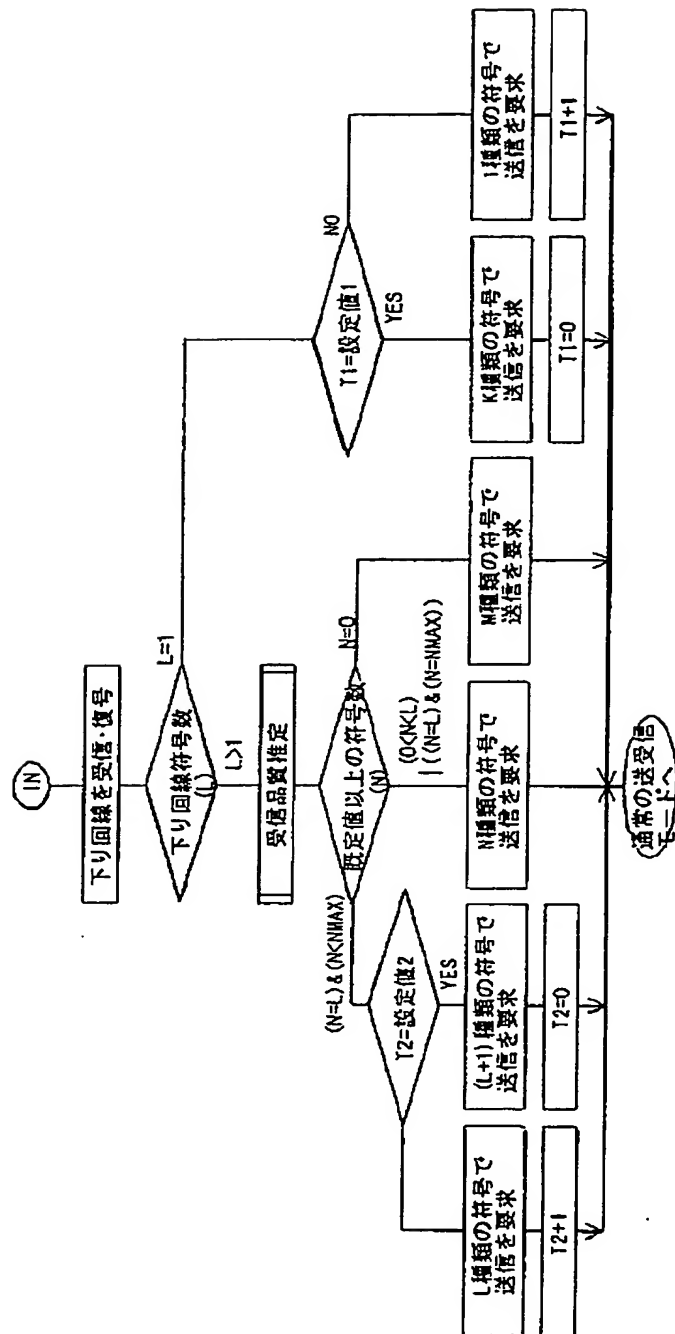 IN
下り回線を受信・復号
下り回線符号数
(L)
L=1
L>1
受信品質推定
既定値以上の符号数
(N)
(N=L)&(N<NMAX)
N=0
(0<N<L)
|((N=L)&(N=NMAX))
T2=設定値2
YES
T1=設定値1
NO
YES
L種類の符号で
送信を要求
(L+1)種類の符号で
送信を要求
N種類の符号で
送信を要求
M種類の符号で
送信を要求
K種類の符号で
送信を要求
1種類の符号で
送信を要求
T2+1
T2=0
T1=0
T1+1
通常の送受信
モードへ